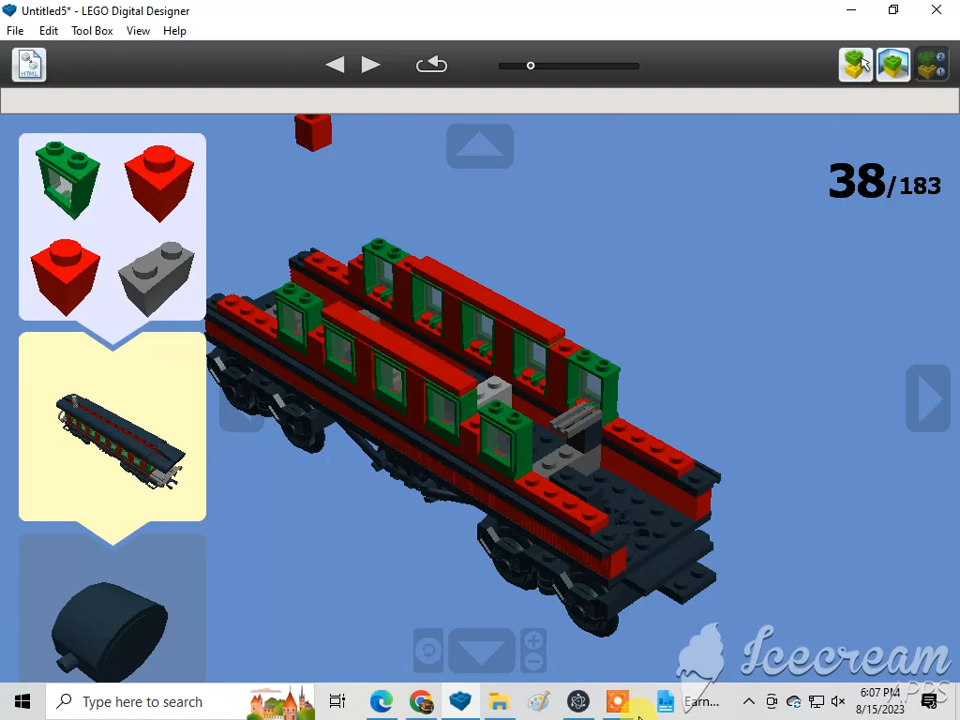 Untitled5* - LEGO Digital Designer
File Edit Tool Box View Help
HTML
38/183
Icecream
APPS
Type here to search
Earn...
6:07 PM
8/15/2023